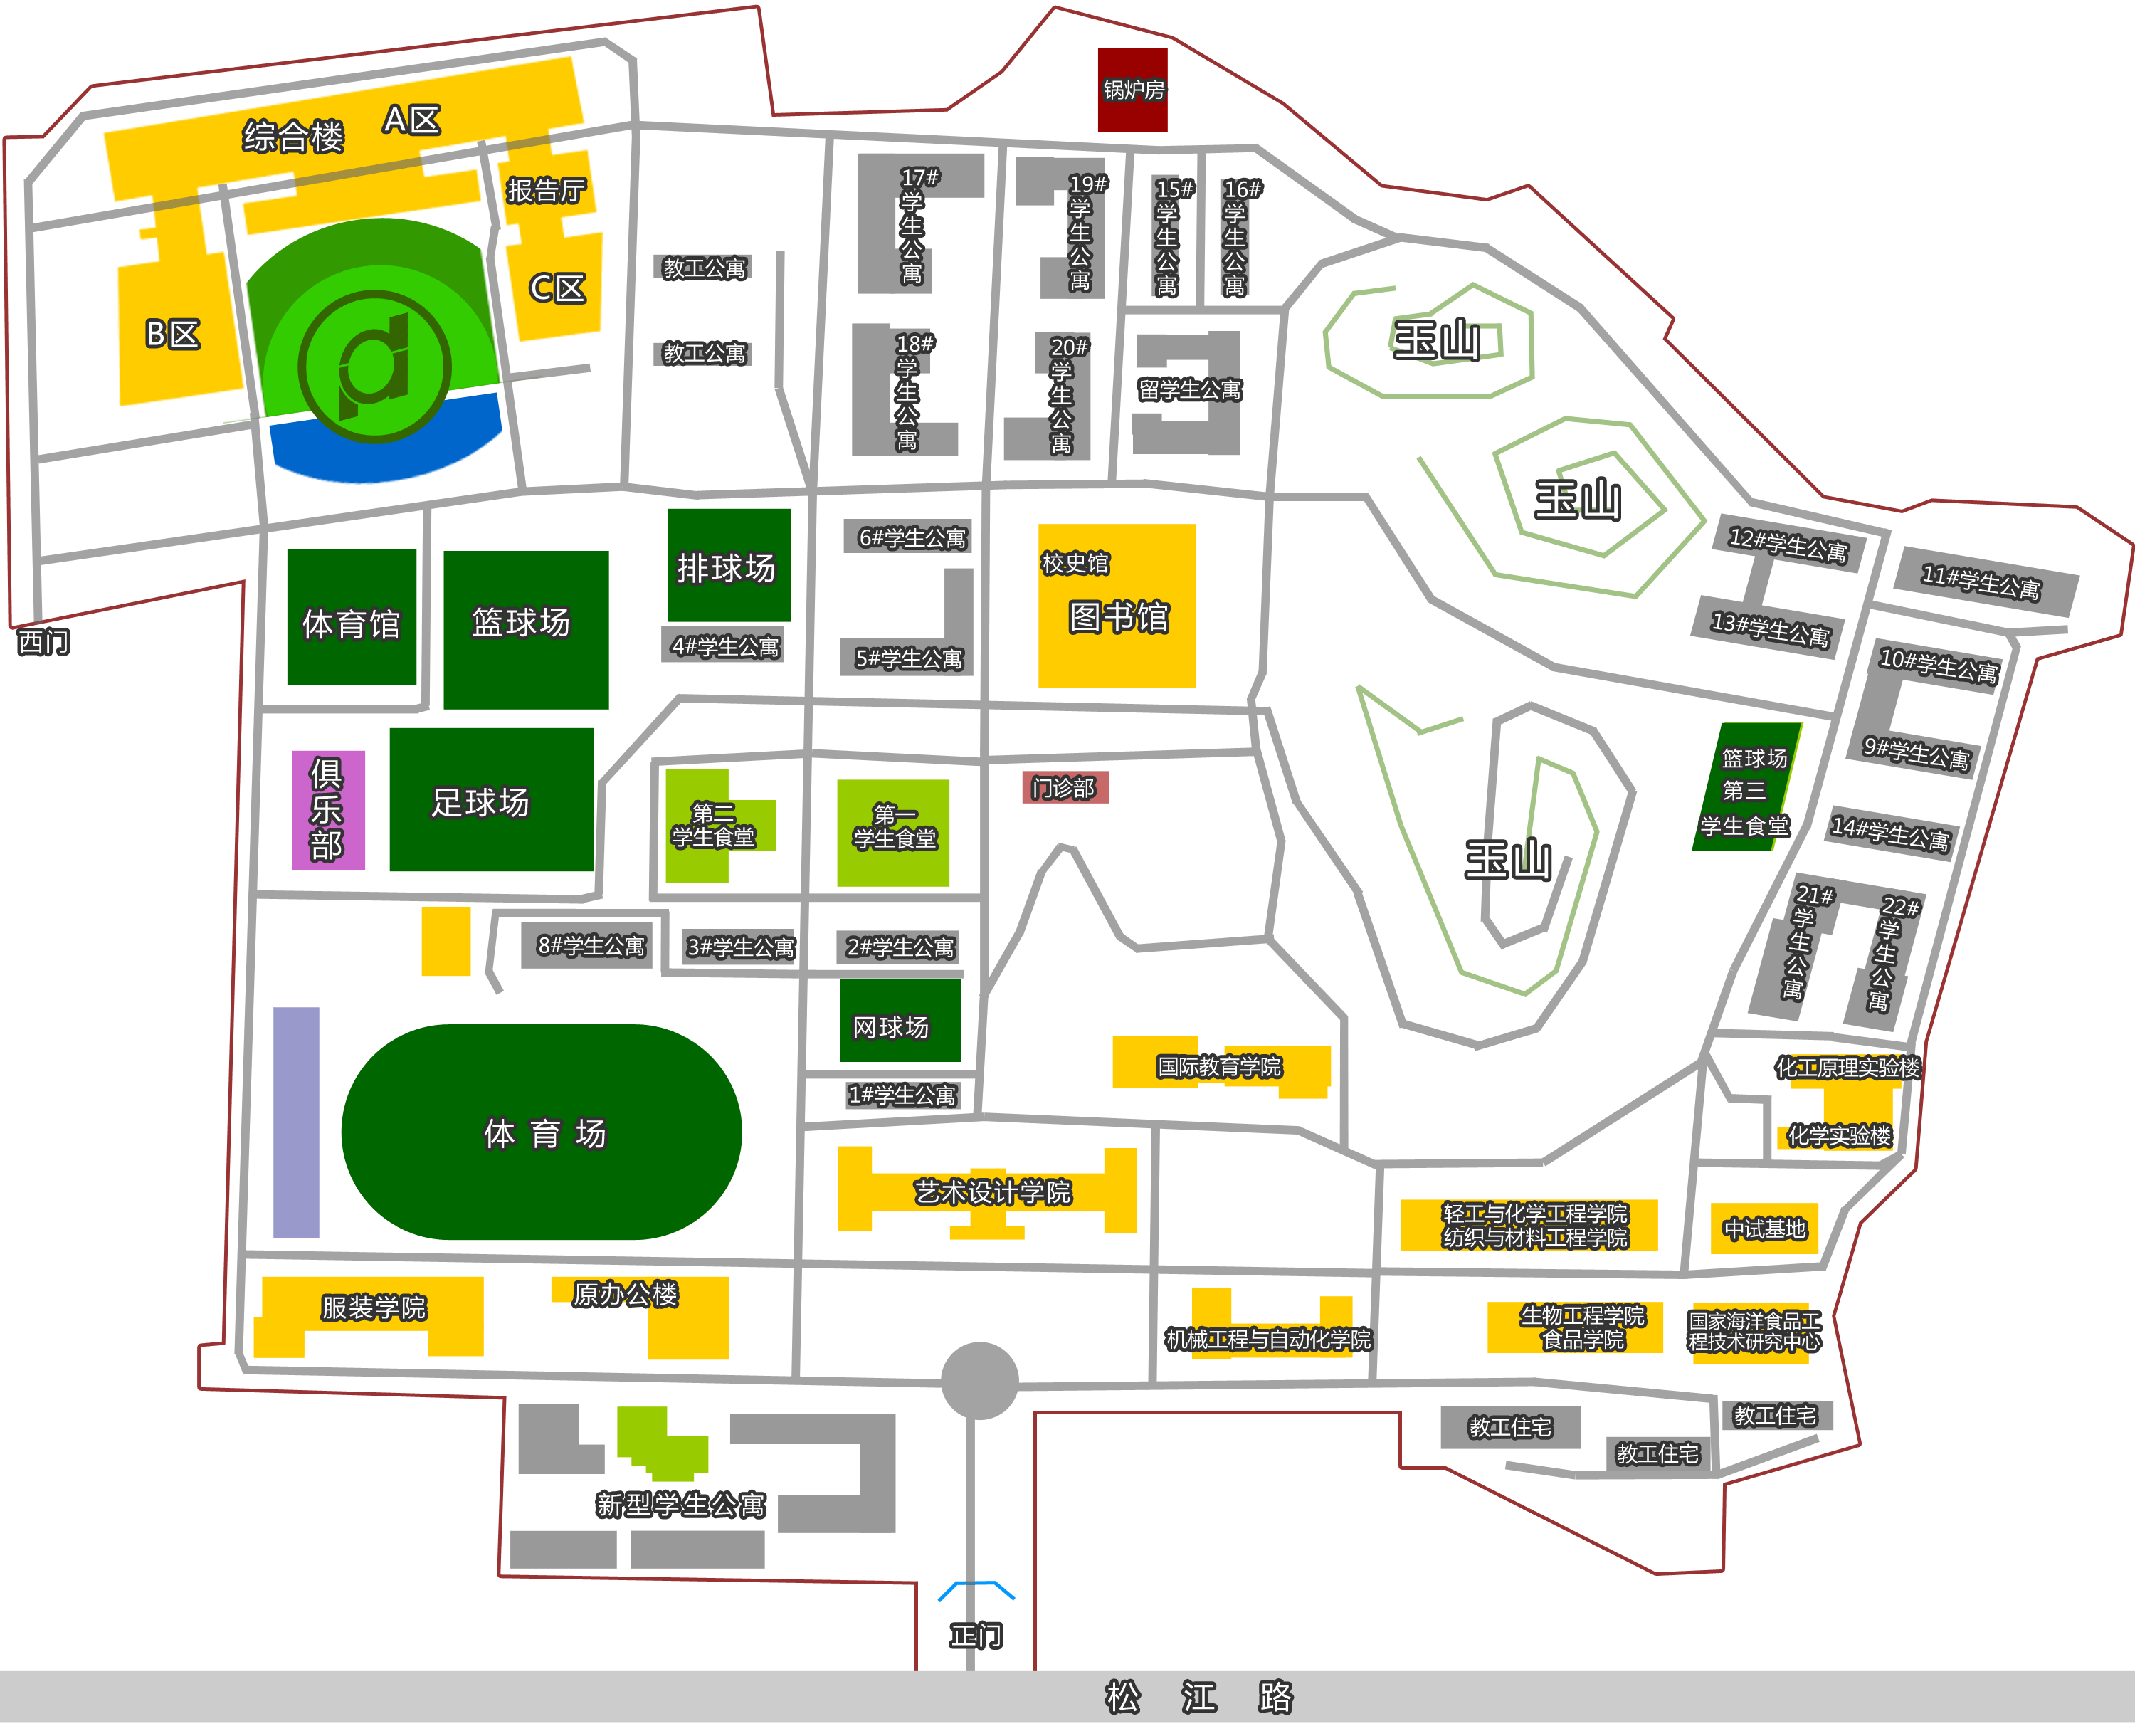 锅炉房
综合楼
A区
报告厅
C区
B区
17#学生公寓
19#学生公寓
15#学生公寓
16#学生公寓
教工公寓
教工公寓
18#学生公寓
20#学生公寓
留学生公寓
玉山
玉山
6#学生公寓
校史馆
图书馆
排球场
4#学生公寓
5#学生公寓
体育馆
篮球场
西门
12#学生公寓
11#学生公寓
13#学生公寓
10#学生公寓
9#学生公寓
篮球场
第三
学生食堂
14#学生公寓
俱乐部
足球场
第二
学生食堂
第一
学生食堂
门诊部
玉山
21#学生公寓
22#学生公寓
8#学生公寓
3#学生公寓
2#学生公寓
网球场
1#学生公寓
国际教育学院
化工原理实验楼
化学实验楼
体育场
艺术设计学院
轻工与化学工程学院
纺织与材料工程学院
中试基地
服装学院
原办公楼
机械工程与自动化学院
生物工程学院
食品学院
国家海洋食品工
程技术研究中心
教工住宅
教工住宅
教工住宅
新型学生公寓
正门
松江路